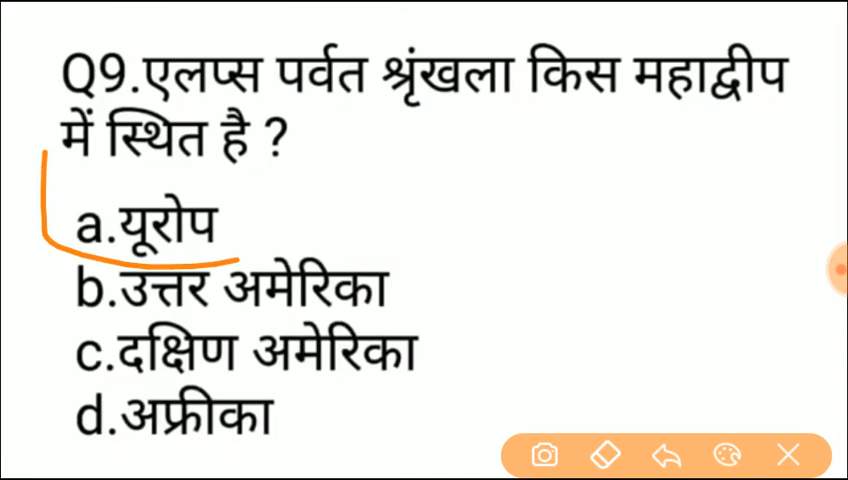 Q9.एलप्स पर्वत श्रृंखला किस महाद्वीप
में स्थित है ?
a.यूरोप
b.उत्तर अमेरिका
c.दक्षिण अमेरिका
d.अफ्रीका